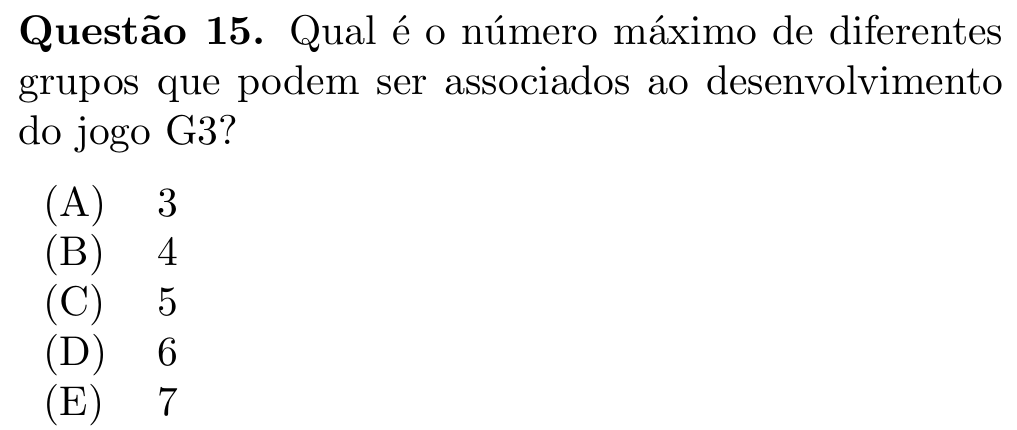 Questão 15. Qual é o número máximo de diferentes
grupos que podem ser associados ao desenvolvimento
do jogo G3?
(A) 3
(B) 4
(C) 5
(D) 6
(E) 7